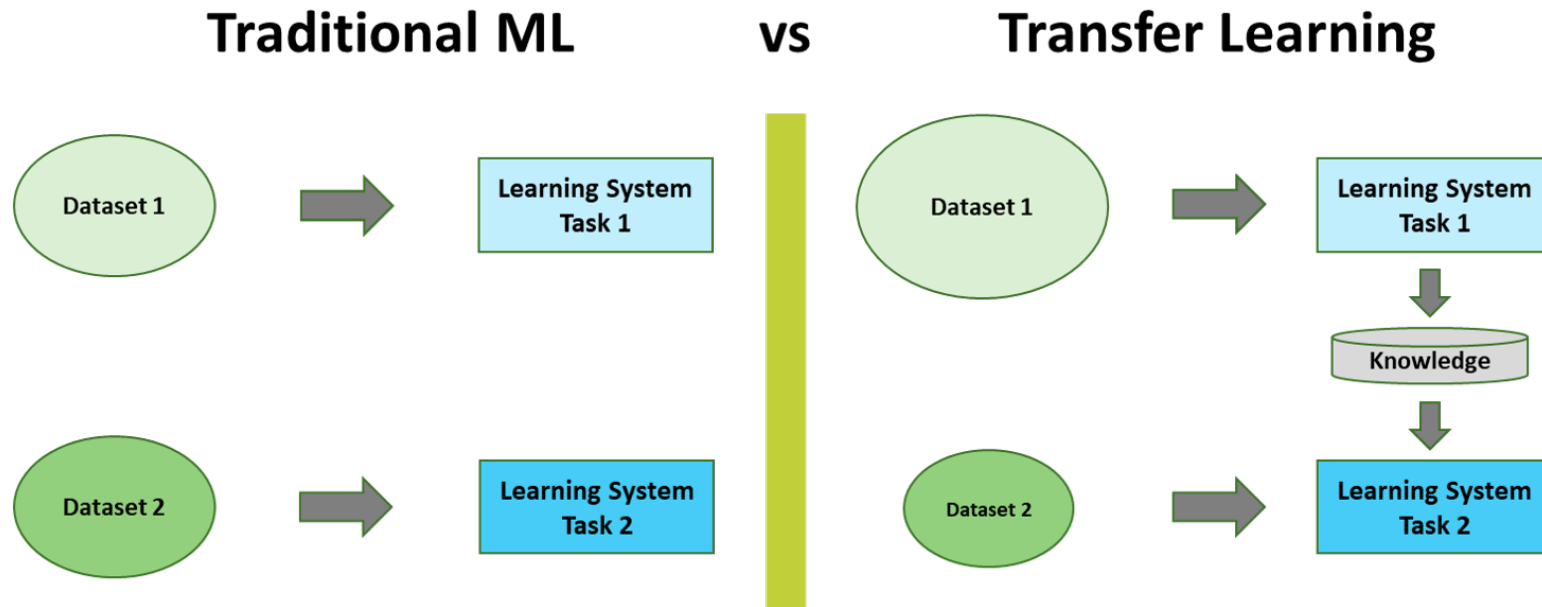 Traditional ML vs Transfer Learning
Dataset 1
Learning System
Task 1
Dataset 1
Learning System
Task 1
Knowledge
Dataset 2
Learning System
Task 2
Dataset 2
Learning System
Task 2